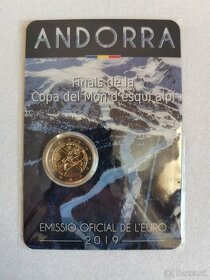 ANDORRA
Finals de la
Copa del Món d'esquí alpí
EMISSIÓ OFICIAL DE L'EURO
2019